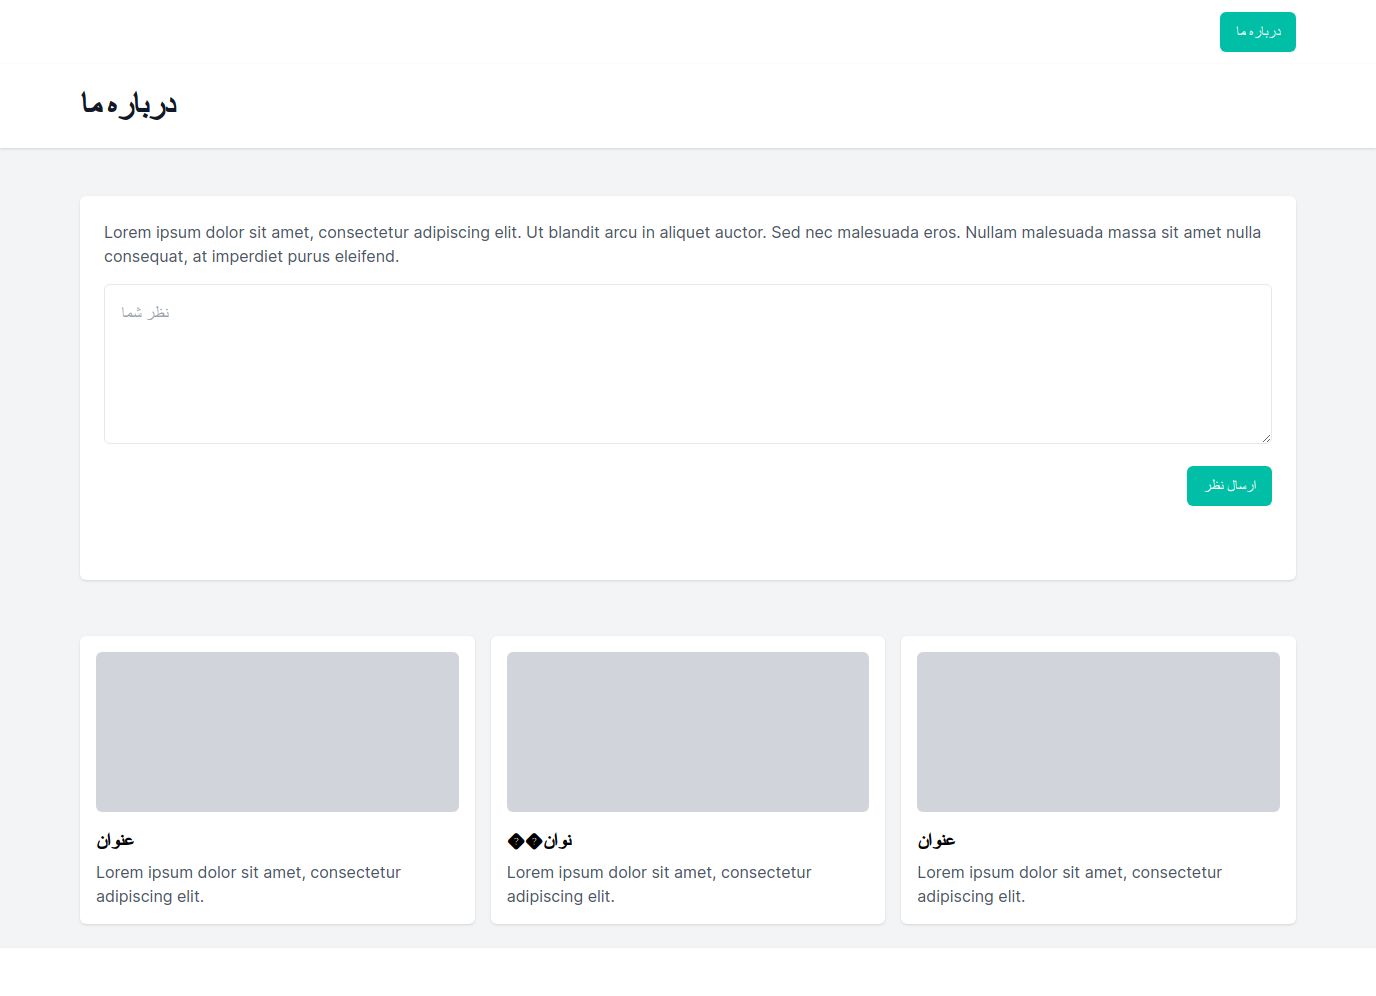 درباره ما
درباره ما
Lorem ipsum dolor sit amet, consectetur adipiscing elit. Ut blandit arcu in aliquet auctor. Sed nec malesuada eros. Nullam malesuada massa sit amet nulla
consequat, at imperdiet purus eleifend.
نظر شما
ارسال نظر
عنوان
Lorem ipsum dolor sit amet, consectetur
adipiscing elit.
��نوان
Lorem ipsum dolor sit amet, consectetur
adipiscing elit.
عنوان
Lorem ipsum dolor sit amet, consectetur
adipiscing elit.